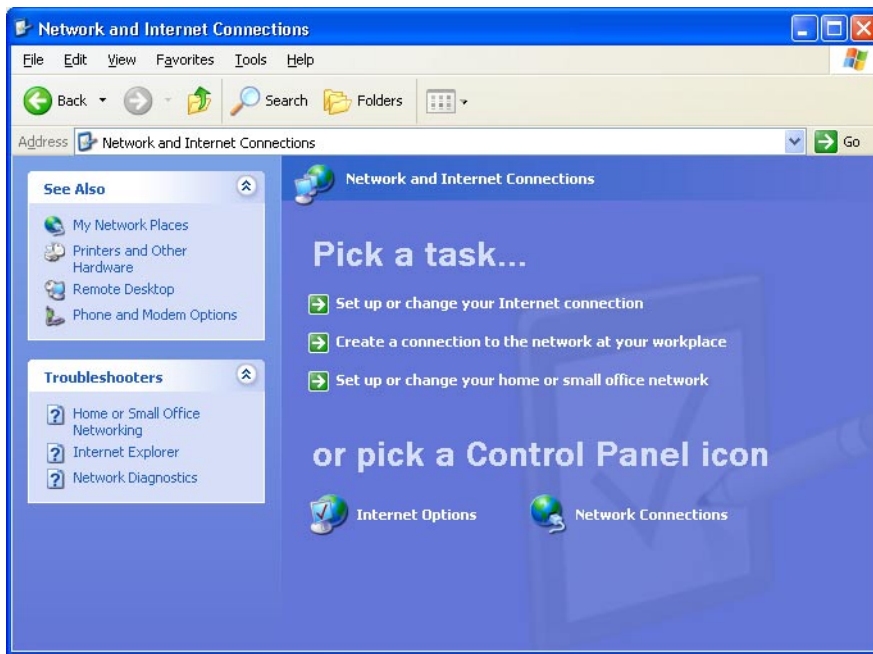 Network and Internet Connections
File Edit View Favorites Tools Help
Back Search Folders
Address Network and Internet Connections Go
See Also
My Network Places
Printers and Other
Hardware
Remote Desktop
Phone and Modem Options
Troubleshooters
Home or Small Office
Networking
Internet Explorer
Network Diagnostics
Network and Internet Connections
Pick a task...
Set up or change your Internet connection
Create a connection to the network at your workplace
Set up or change your home or small office network
or pick a Control Panel icon
Internet Options
Network Connections